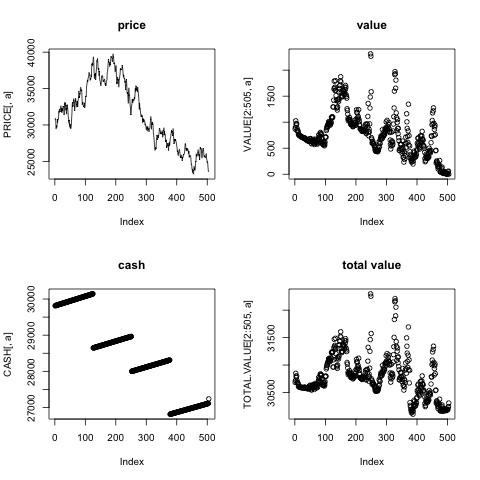 price
PRICE[, a]
40000
35000
30000
25000
0 100 200 300 400 500
Index
value
VALUE[2:505, a]
1500
500
0
0 100 200 300 400 500
Index
cash
CASH[, a]
30000
29000
28000
27000
0 100 200 300 400 500
Index
total value
TOTAL.VALUE[2:505, a]
31500
30500
0 100 200 300 400 500
Index